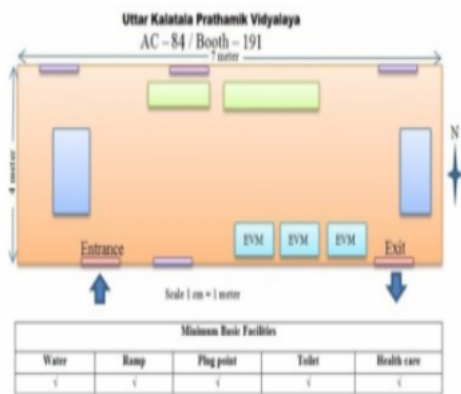 Uttar Kalatala Prathamik Vidyalaya
AC – 84 / Booth – 191
7 meter
4 meter
N
EVM EVM EVM
Entrance Exit
Scale 1 cm = 1 meter
Minimum Basic Facilities
Water Ramp Plug point Toilet Health care
√ √ √ √ √